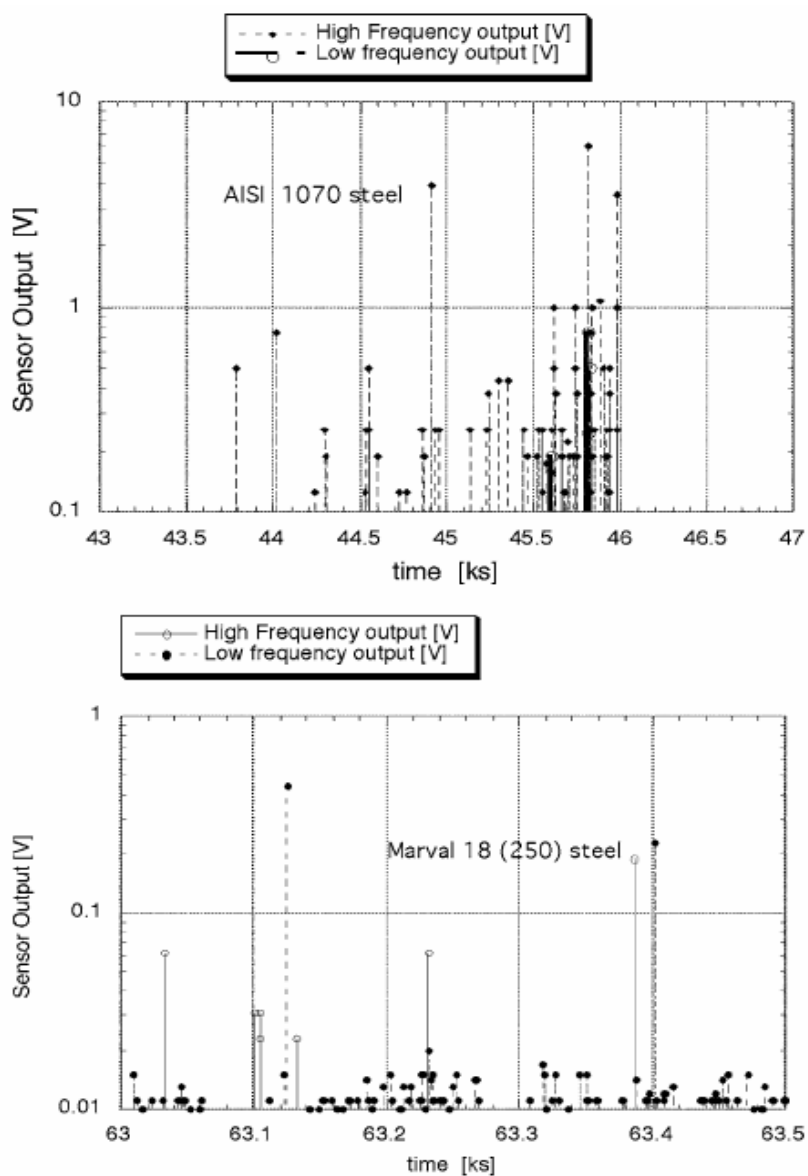 High Frequency output [V]
Low frequency output [V]
10
AISI 1070 steel
Sensor Output [V]
1
0.1
43 43.5 44 44.5 45 45.5 46 46.5 47
time [ks]
High Frequency output [V]
Low frequency output [V]
1
Marval 18 (250) steel
Sensor Output [V]
0.1
0.01
63 63.1 63.2 63.3 63.4 63.5
time [ks]